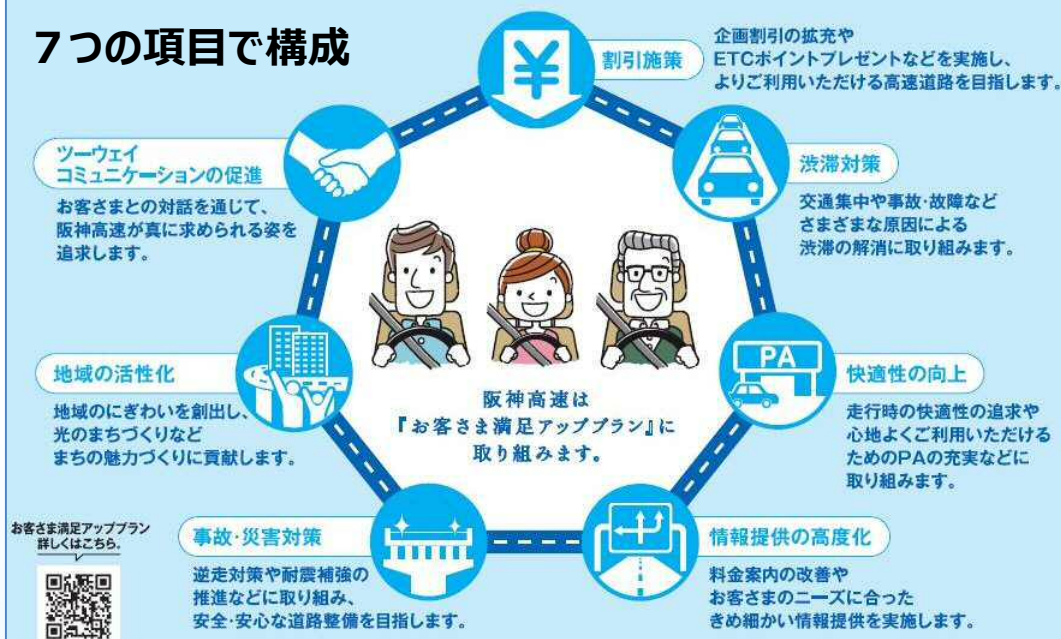 ７つの項目で構成
割引施策
企画割引の拡充や
ETCポイントプレゼントなどを実施し、
よりご利用いただける高速道路を目指します。
渋滞対策
交通集中や事故・故障など
さまざまな原因による
渋滞の解消に取り組みます。
PA
快適性の向上
走行時の快適性の追求や
心地よくご利用いただける
ためのPAの充実などに
取り組みます。
情報提供の高度化
料金案内の改善や
お客さまのニーズに合った
きめ細かい情報提供を実施します。
事故・災害対策
逆走対策や耐震補強の
推進などに取り組み、
安全・安心な道路整備を目指します。
地域の活性化
地域のにぎわいを創出し、
光のまちづくりなど
まちの魅力づくりに貢献します。
ツーウェイ
コミュニケーションの促進
お客さまとの対話を通じて、
阪神高速が真に求められる姿を
追求します。
阪神高速は
『お客さま満足アッププラン』に
取り組みます。
お客さま満足アッププラン
詳しくはこちら。